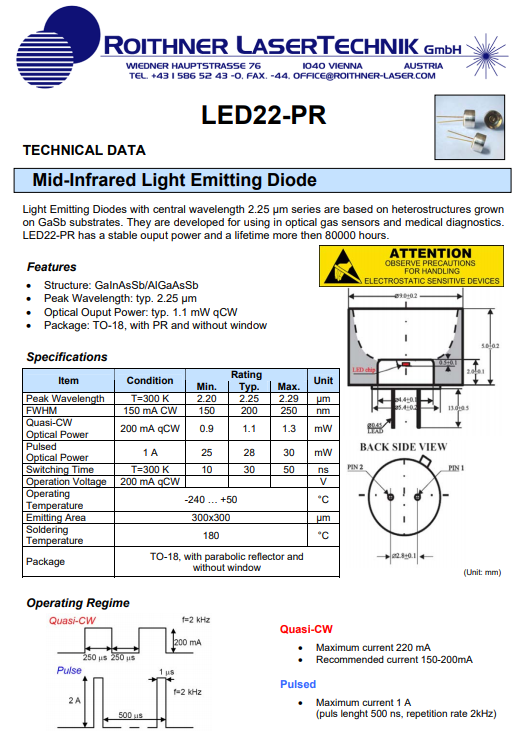 ROITHNER LASERTECHNIK GmbH
WIEDNER HAUPTSTRASSE 76 1040 VIENNA AUSTRIA
TEL. +43 1 586 52 43 -0, FAX. -44, OFFICE@ROITHNER-LASER.COM
LED22-PR
TECHNICAL DATA
Mid-Infrared Light Emitting Diode
Light Emitting Diodes with central wavelength 2.25 µm series are based on heterostructures grown
on GaSb substrates. They are developed for using in optical gas sensors and medical diagnostics.
LED22-PR has a stable ouput power and a lifetime more then 80000 hours.
ATTENTION
OBSERVE PRECAUTIONS
FOR HANDLING
ELECTROSTATIC SENSITIVE DEVICES
Features
• Structure: GaInAsSb/AlGaAsSb
• Peak Wavelength: typ. 2.25 µm
• Optical Ouput Power: typ. 1.1 mW qCW
• Package: TO-18, with PR and without window
Specifications
Item Condition Rating Unit
Min. Typ. Max.
Peak Wavelength T=300 K 2.20 2.25 2.29 µm
FWHM 150 mA CW 150 200 250 nm
Quasi-CW
Optical Power 200 mA qCW 0.9 1.1 1.3 mW
Pulsed
Optical Power 1 A 25 28 30 mW
Switching Time T=300 K 10 30 50 ns
Operation Voltage 200 mA qCW V
Operating
Temperature -240 … +50 °C
Emitting Area 300x300 µm
Soldering
Temperature 180 °C
Package TO-18, with parabolic reflector and
without window
ø9.0±0.2
5.0±0.2
LED chip
0.5±0.1
2.0±0.1
ø4.4±0.1
ø5.4±0.2
13.0±0.5
ø0.45
LEAD
BACK SIDE VIEW
PIN 2
PIN 1
ø2.8±0.1
(Unit: mm)
Operating Regime
Quasi-CW f=2 kHz
200 mA
250 µs 250 µs
Pulse 1 µs
f=2 kHz
2 A
500 µs
Quasi-CW
• Maximum current 220 mA
• Recommended current 150-200mA
Pulsed
• Maximum current 1 A
(puls lenght 500 ns, repetition rate 2kHz)